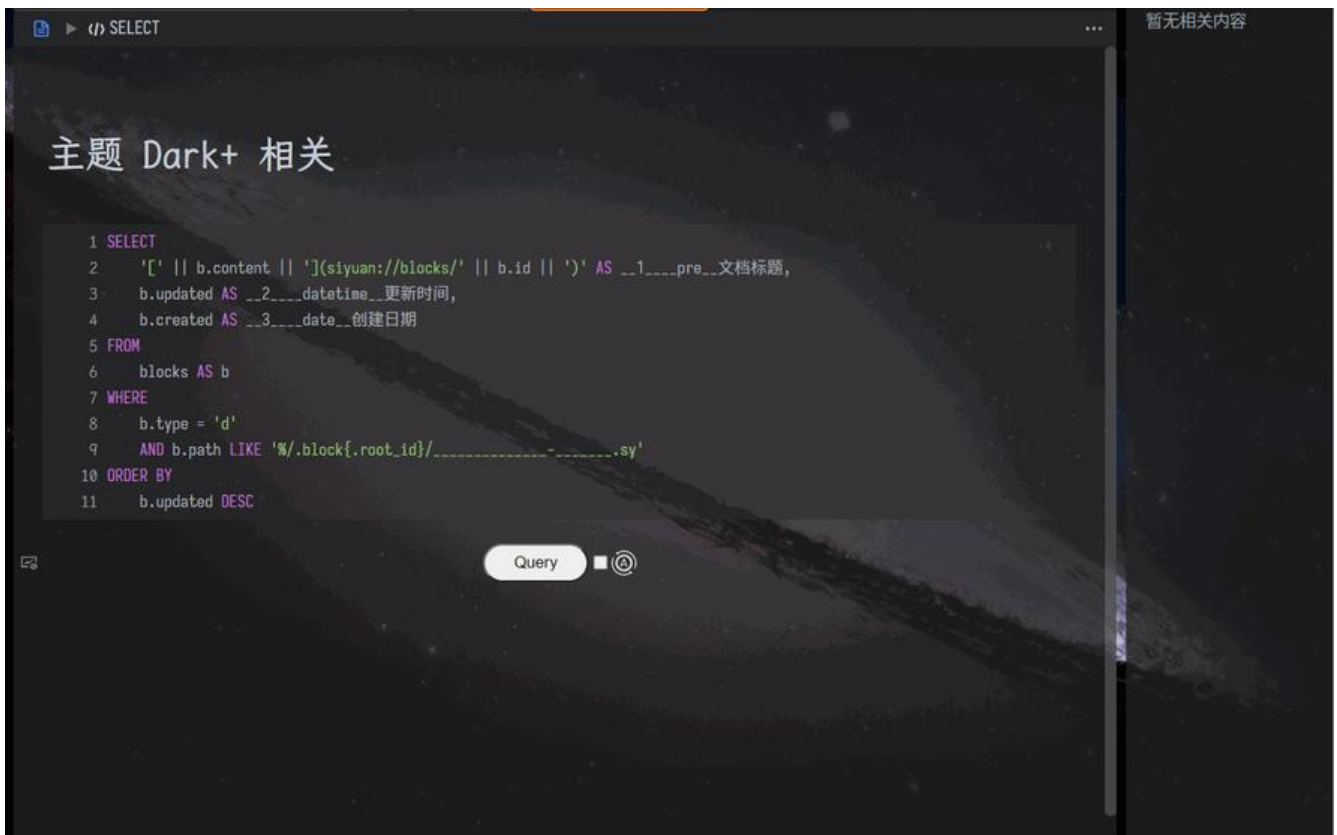 SELECT
暂无相关内容
主题 Dark+ 相关
1 SELECT
2 '[' || b.content || '](siyuan://blocks/' || b.id || ')' AS __1____pre__文档标题,
3 b.updated AS __2____datetime__更新时间,
4 b.created AS __3____date__创建日期
5 FROM
6 blocks AS b
7 WHERE
8 b.type = 'd'
9 AND b.path LIKE '%/.block{.root_id}/______________-_______.sy'
10 ORDER BY
11 b.updated DESC
Query
A